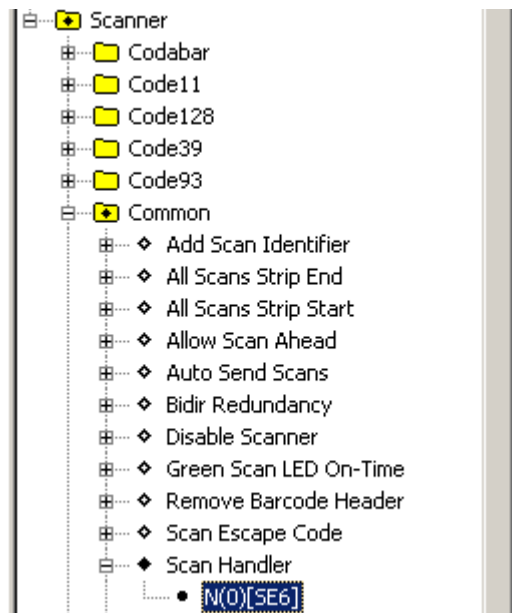 Scanner
Codabar
Code11
Code128
Code39
Code93
Common
Add Scan Identifier
All Scans Strip End
All Scans Strip Start
Allow Scan Ahead
Auto Send Scans
Bidir Redundancy
Disable Scanner
Green Scan LED On-Time
Remove Barcode Header
Scan Escape Code
Scan Handler
N(0)[SE6]